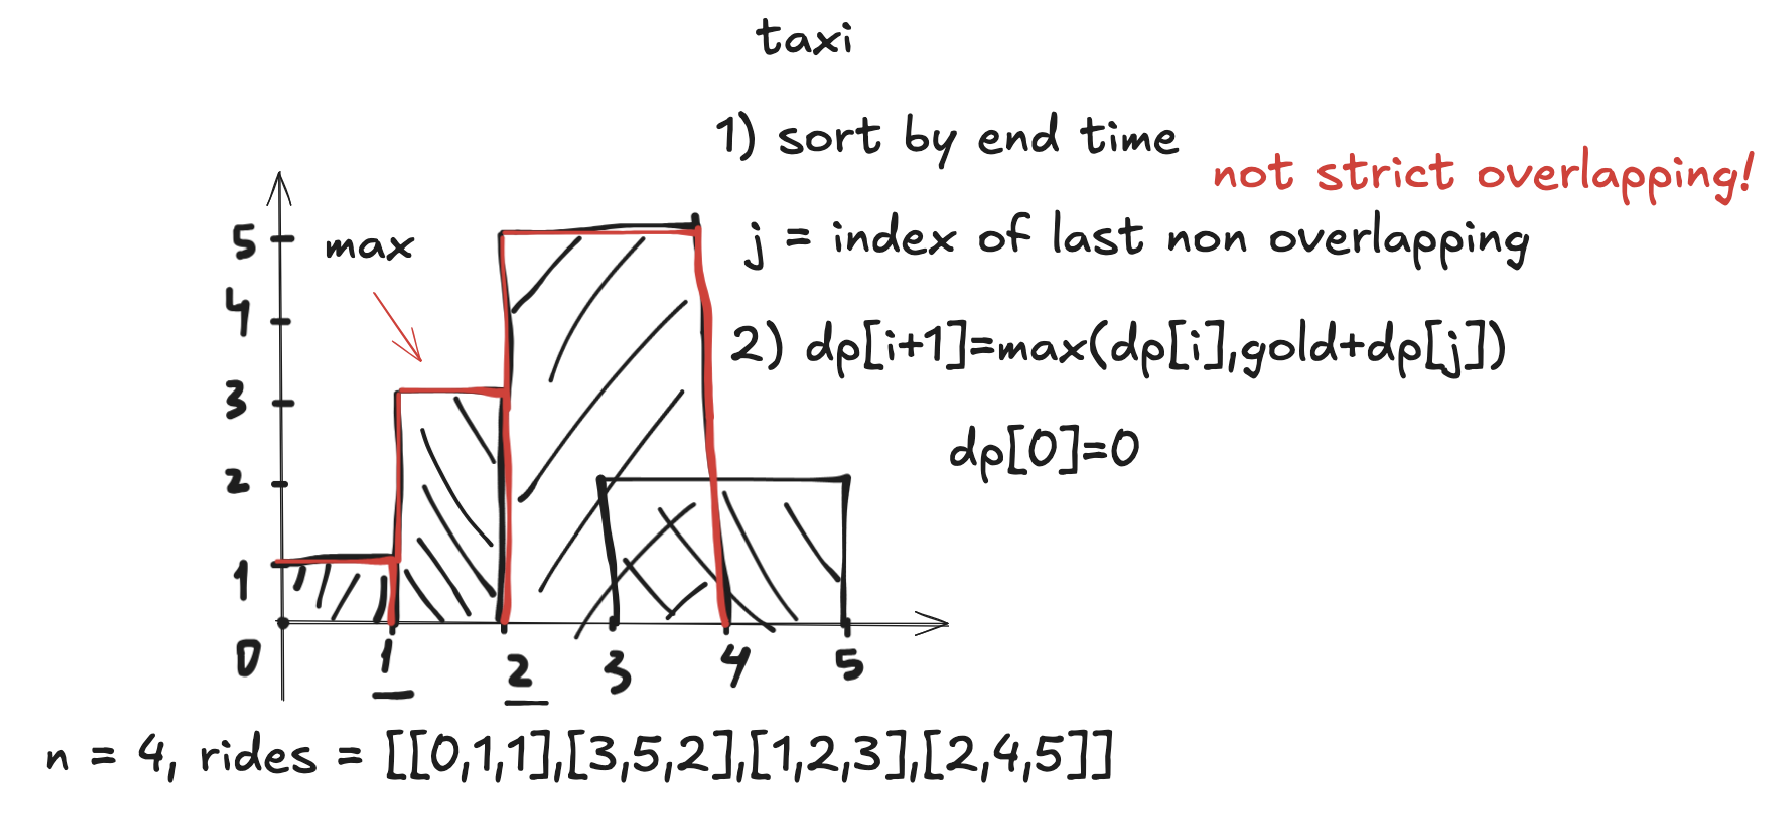 taxi
1) sort by end time
not strict overlapping!
j = index of last non overlapping
2) dp[i+1]=max(dp[i],gold+dp[j])
dp[0]=0
max
5
4
3
2
1
0 1 2 3 4 5
n = 4, rides = [[0,1,1],[3,5,2],[1,2,3],[2,4,5]]